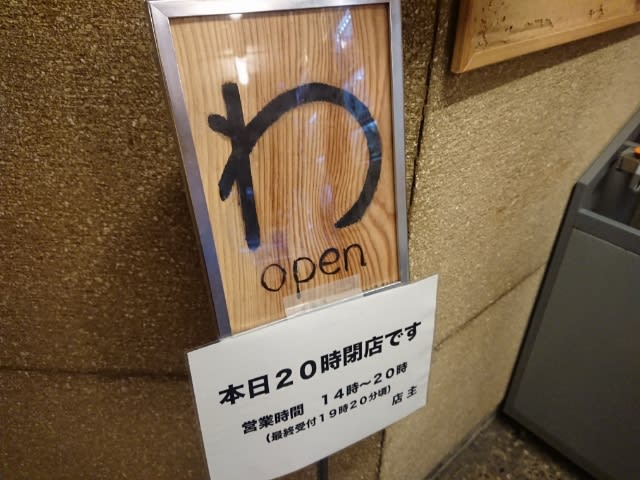 わ
open
本日２０時閉店です
営業時間　１４時～２０時
（最終受付１９時２０分頃）
店主